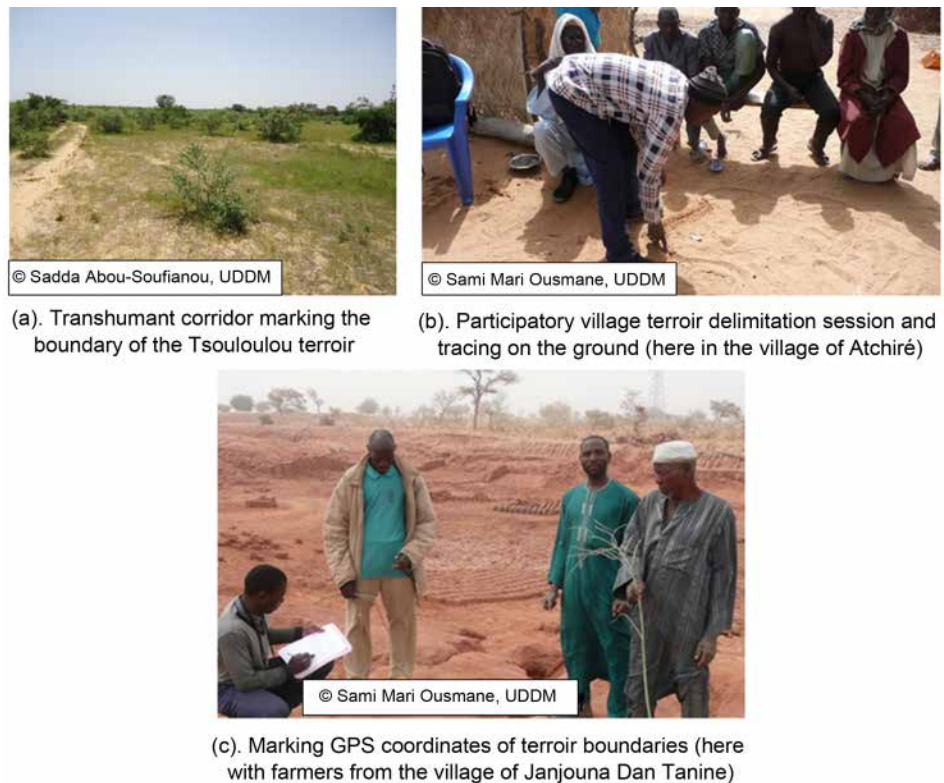 © Sadda Abou-Soufianou, UDDM
© Sami Mari Ousmane, UDDM
(a). Transhumant corridor marking the
boundary of the Tsouloulou terroir
(b). Participatory village terroir delimitation session and
tracing on the ground (here in the village of Atchiré)
© Sami Mari Ousmane, UDDM
(c). Marking GPS coordinates of terroir boundaries (here
with farmers from the village of Janjouna Dan Tanine)